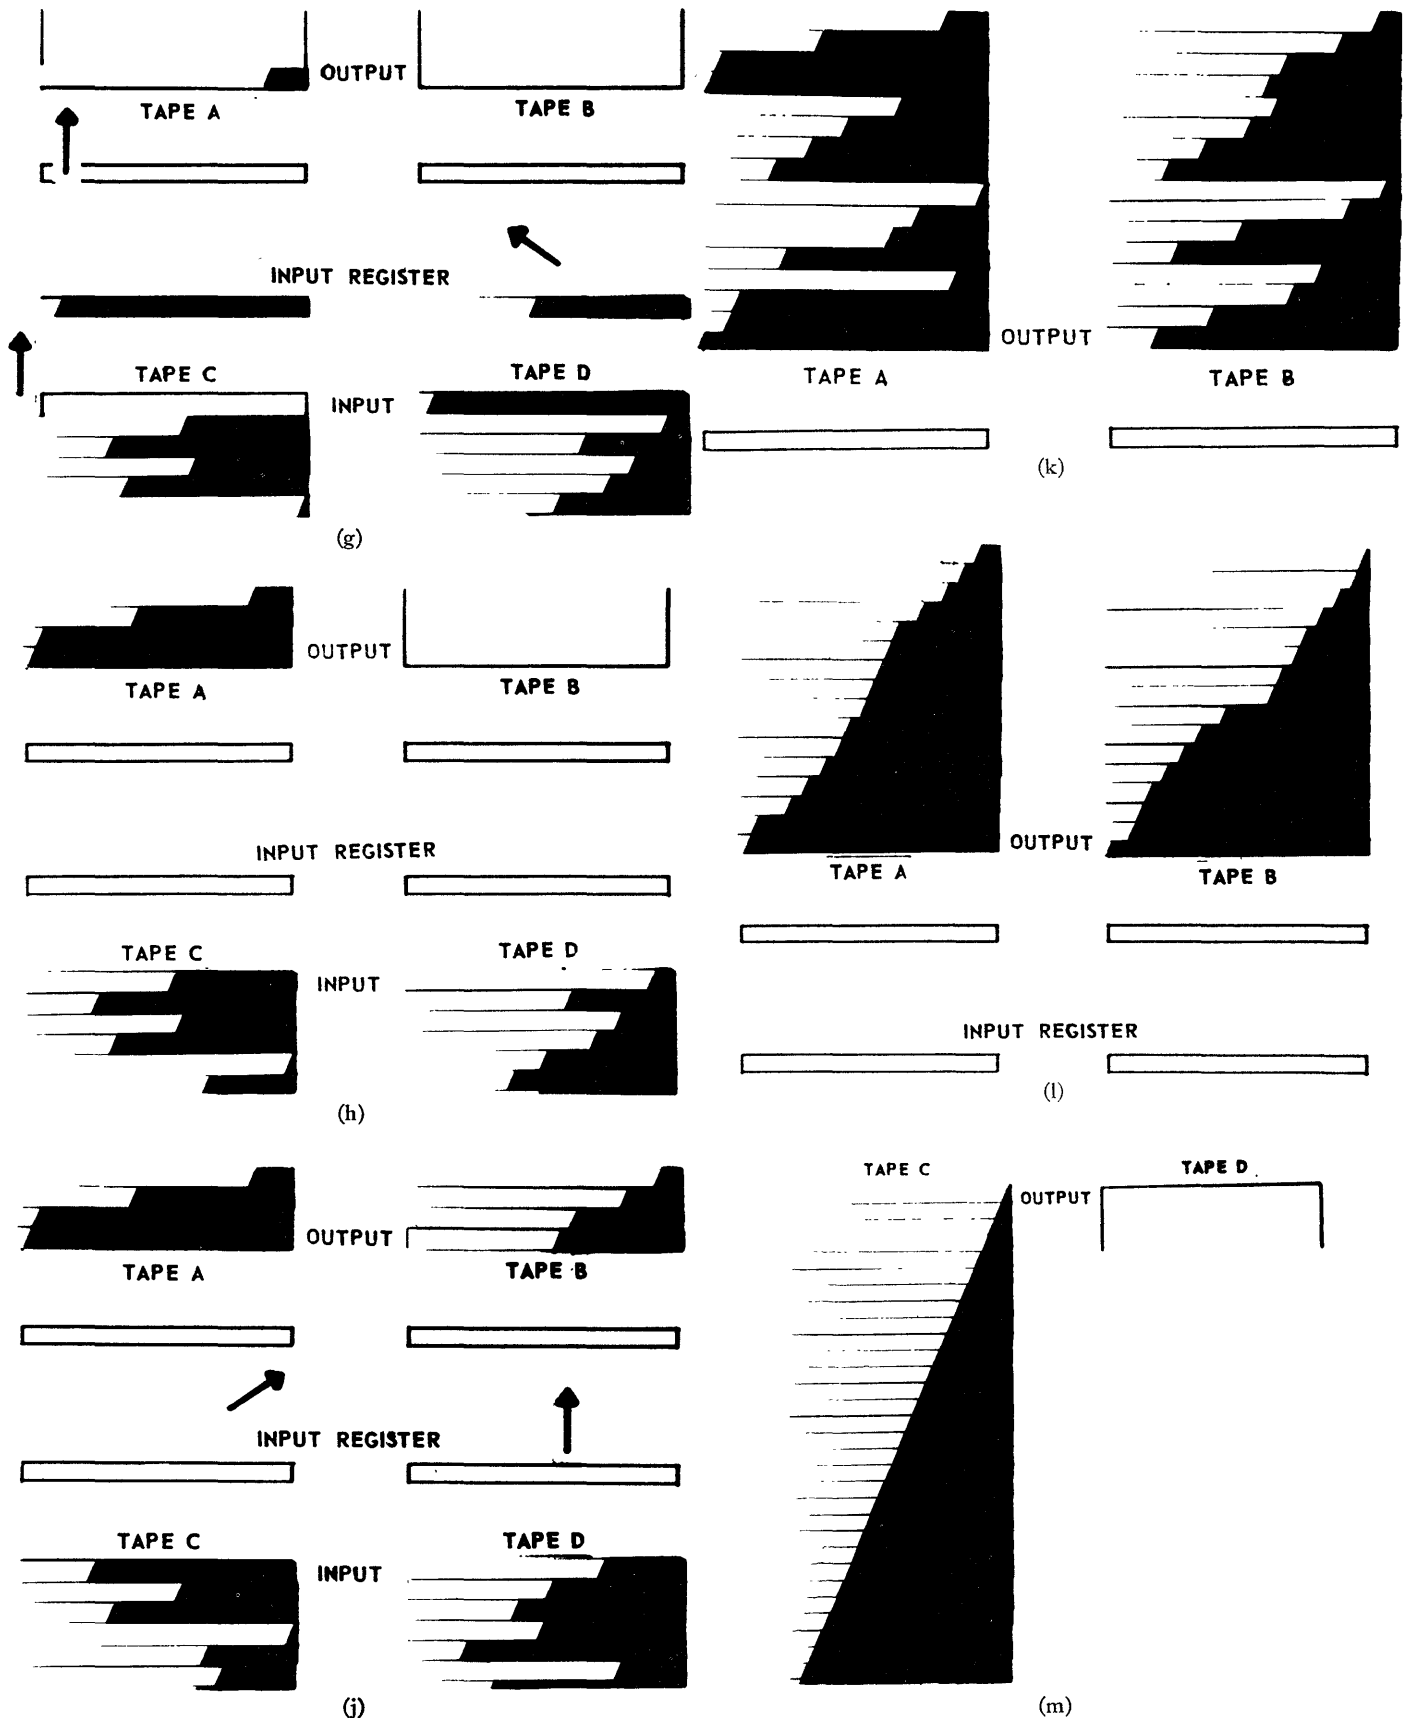 OUTPUT
TAPE A
TAPE B
INPUT REGISTER
TAPE C
TAPE D
INPUT
(g)
OUTPUT
TAPE A
TAPE B
INPUT REGISTER
TAPE C
TAPE D
INPUT
(h)
OUTPUT
TAPE A
TAPE B
INPUT REGISTER
TAPE C
TAPE D
INPUT
(j)
OUTPUT
TAPE A
TAPE B
(k)
OUTPUT
TAPE A
TAPE B
INPUT REGISTER
(l)
TAPE C
TAPE D
OUTPUT
(m)